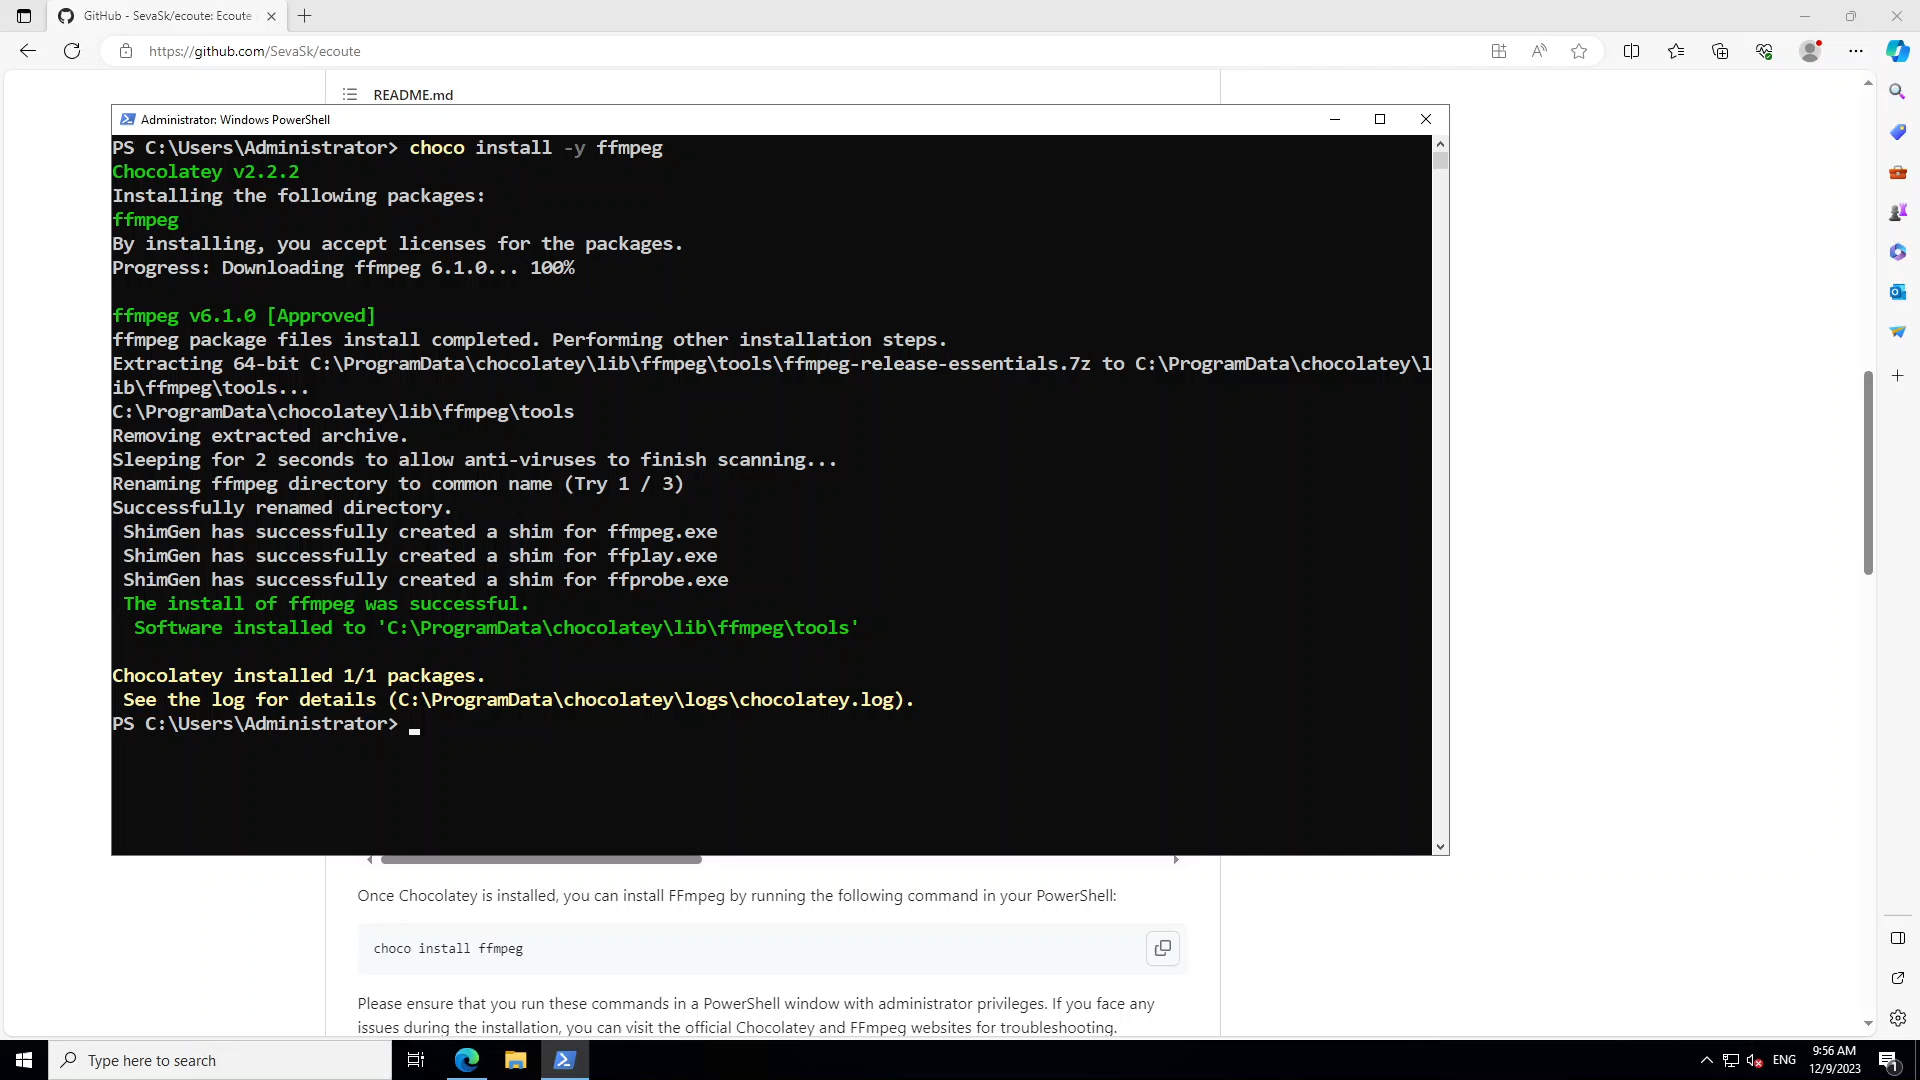 GitHub - SevaSk/ecoute: Ecoute
https://github.com/SevaSk/ecoute
README.md
Administrator: Windows PowerShell
PS C:\Users\Administrator> choco install -y ffmpeg
Chocolatey v2.2.2
Installing the following packages:
ffmpeg
By installing, you accept licenses for the packages.
Progress: Downloading ffmpeg 6.1.0... 100%
ffmpeg v6.1.0 [Approved]
ffmpeg package files install completed. Performing other installation steps.
Extracting 64-bit C:\ProgramData\chocolatey\lib\ffmpeg\tools\ffmpeg-release-essentials.7z to C:\ProgramData\chocolatey\l
ib\ffmpeg\tools...
C:\ProgramData\chocolatey\lib\ffmpeg\tools
Removing extracted archive.
Sleeping for 2 seconds to allow anti-viruses to finish scanning...
Renaming ffmpeg directory to common name (Try 1 / 3)
Successfully renamed directory.
ShimGen has successfully created a shim for ffmpeg.exe
ShimGen has successfully created a shim for ffplay.exe
ShimGen has successfully created a shim for ffprobe.exe
The install of ffmpeg was successful.
Software installed to 'C:\ProgramData\chocolatey\lib\ffmpeg\tools'
Chocolatey installed 1/1 packages.
See the log for details (C:\ProgramData\chocolatey\logs\chocolatey.log).
PS C:\Users\Administrator>
Once Chocolatey is installed, you can install FFmpeg by running the following command in your PowerShell:
choco install ffmpeg
Please ensure that you run these commands in a PowerShell window with administrator privileges. If you face any
issues during the installation, you can visit the official Chocolatey and FFmpeg websites for troubleshooting.
Type here to search
ENG
9:56 AM
12/9/2023
1